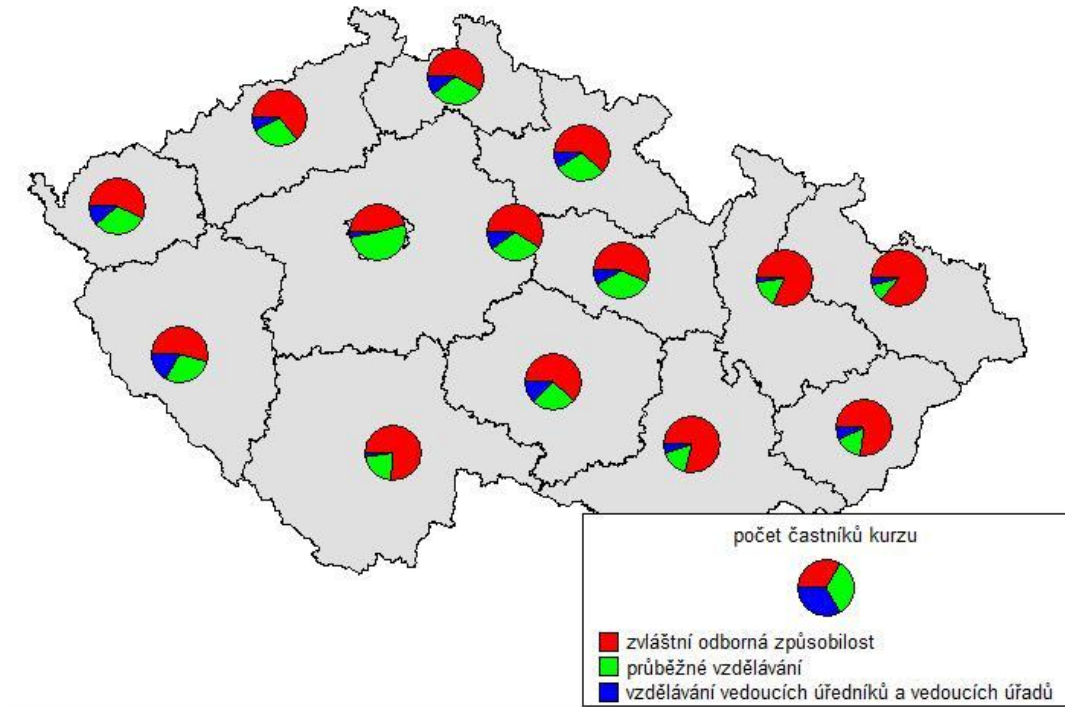 počet častníků kurzu
zvláštní odborná způsobilost
průběžné vzdělávání
vzdělávání vedoucích úředníků a vedoucích úřadů